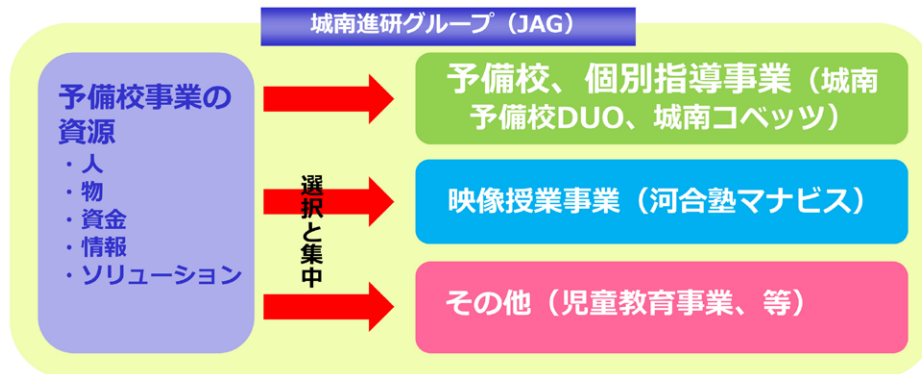 城南進研グループ（JAG）
予備校事業の
資源
・人
・物
・資金
・情報
・ソリューション
選択と集中
予備校、個別指導事業（城南
予備校DUO、城南コベッツ）
映像授業事業（河合塾マナビス）
その他（児童教育事業、等）